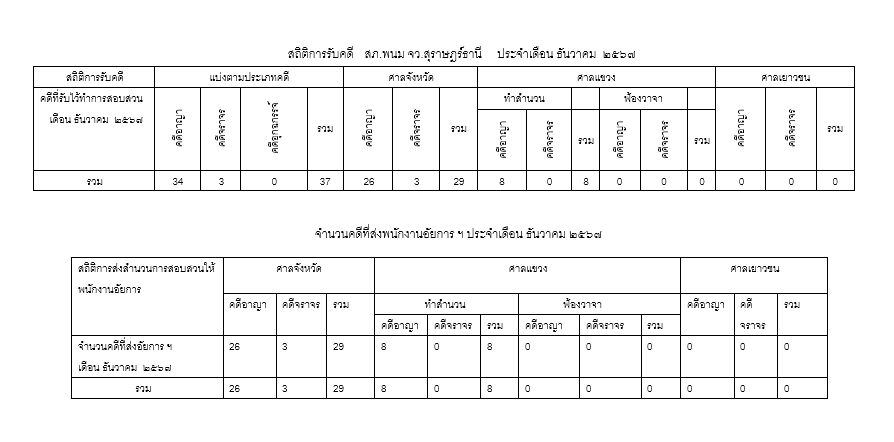 สถิติการรับคดี สภ.พนม จว.สุราษฎร์ธานี ประจำเดือน ธันวาคม ๒๕๖๗
สถิติการรับคดี แบ่งตามประเภทคดี ศาลจังหวัด ศาลแขวง ศาลเยาวชน
คดีที่รับไว้ทำการสอบสวน ทำสำนวน ฟ้องวาจา
เดือน ธันวาคม ๒๕๖๗ คดีอาญา คดีจราจร คดีอุกฉกรรจ์ รวม คดีอาญา คดีจราจร รวม คดีอาญา คดีจราจร รวม คดีอาญา คดีจราจร รวม คดีอาญา คดีจราจร รวม
รวม 34 3 0 37 26 3 29 8 0 8 0 0 0 0 0 0
จำนวนคดีที่ส่งพนักงานอัยการ ฯ ประจำเดือน ธันวาคม ๒๕๖๗
สถิติการส่งสำนวนการสอบสวนให้ ศาลจังหวัด ศาลแขวง ศาลเยาวชน
พนักงานอัยการ
คดีอาญา คดีจราจร รวม ทำสำนวน ฟ้องวาจา คดีอาญา คดี รวม
คดีอาญา คดีจราจร รวม คดีอาญา คดีจราจร รวม จราจร
จำนวนคดีที่ส่งอัยการ ฯ 26 3 29 8 0 8 0 0 0 0 0 0
เดือน ธันวาคม ๒๕๖๗
รวม 26 3 29 8 0 8 0 0 0 0 0 0